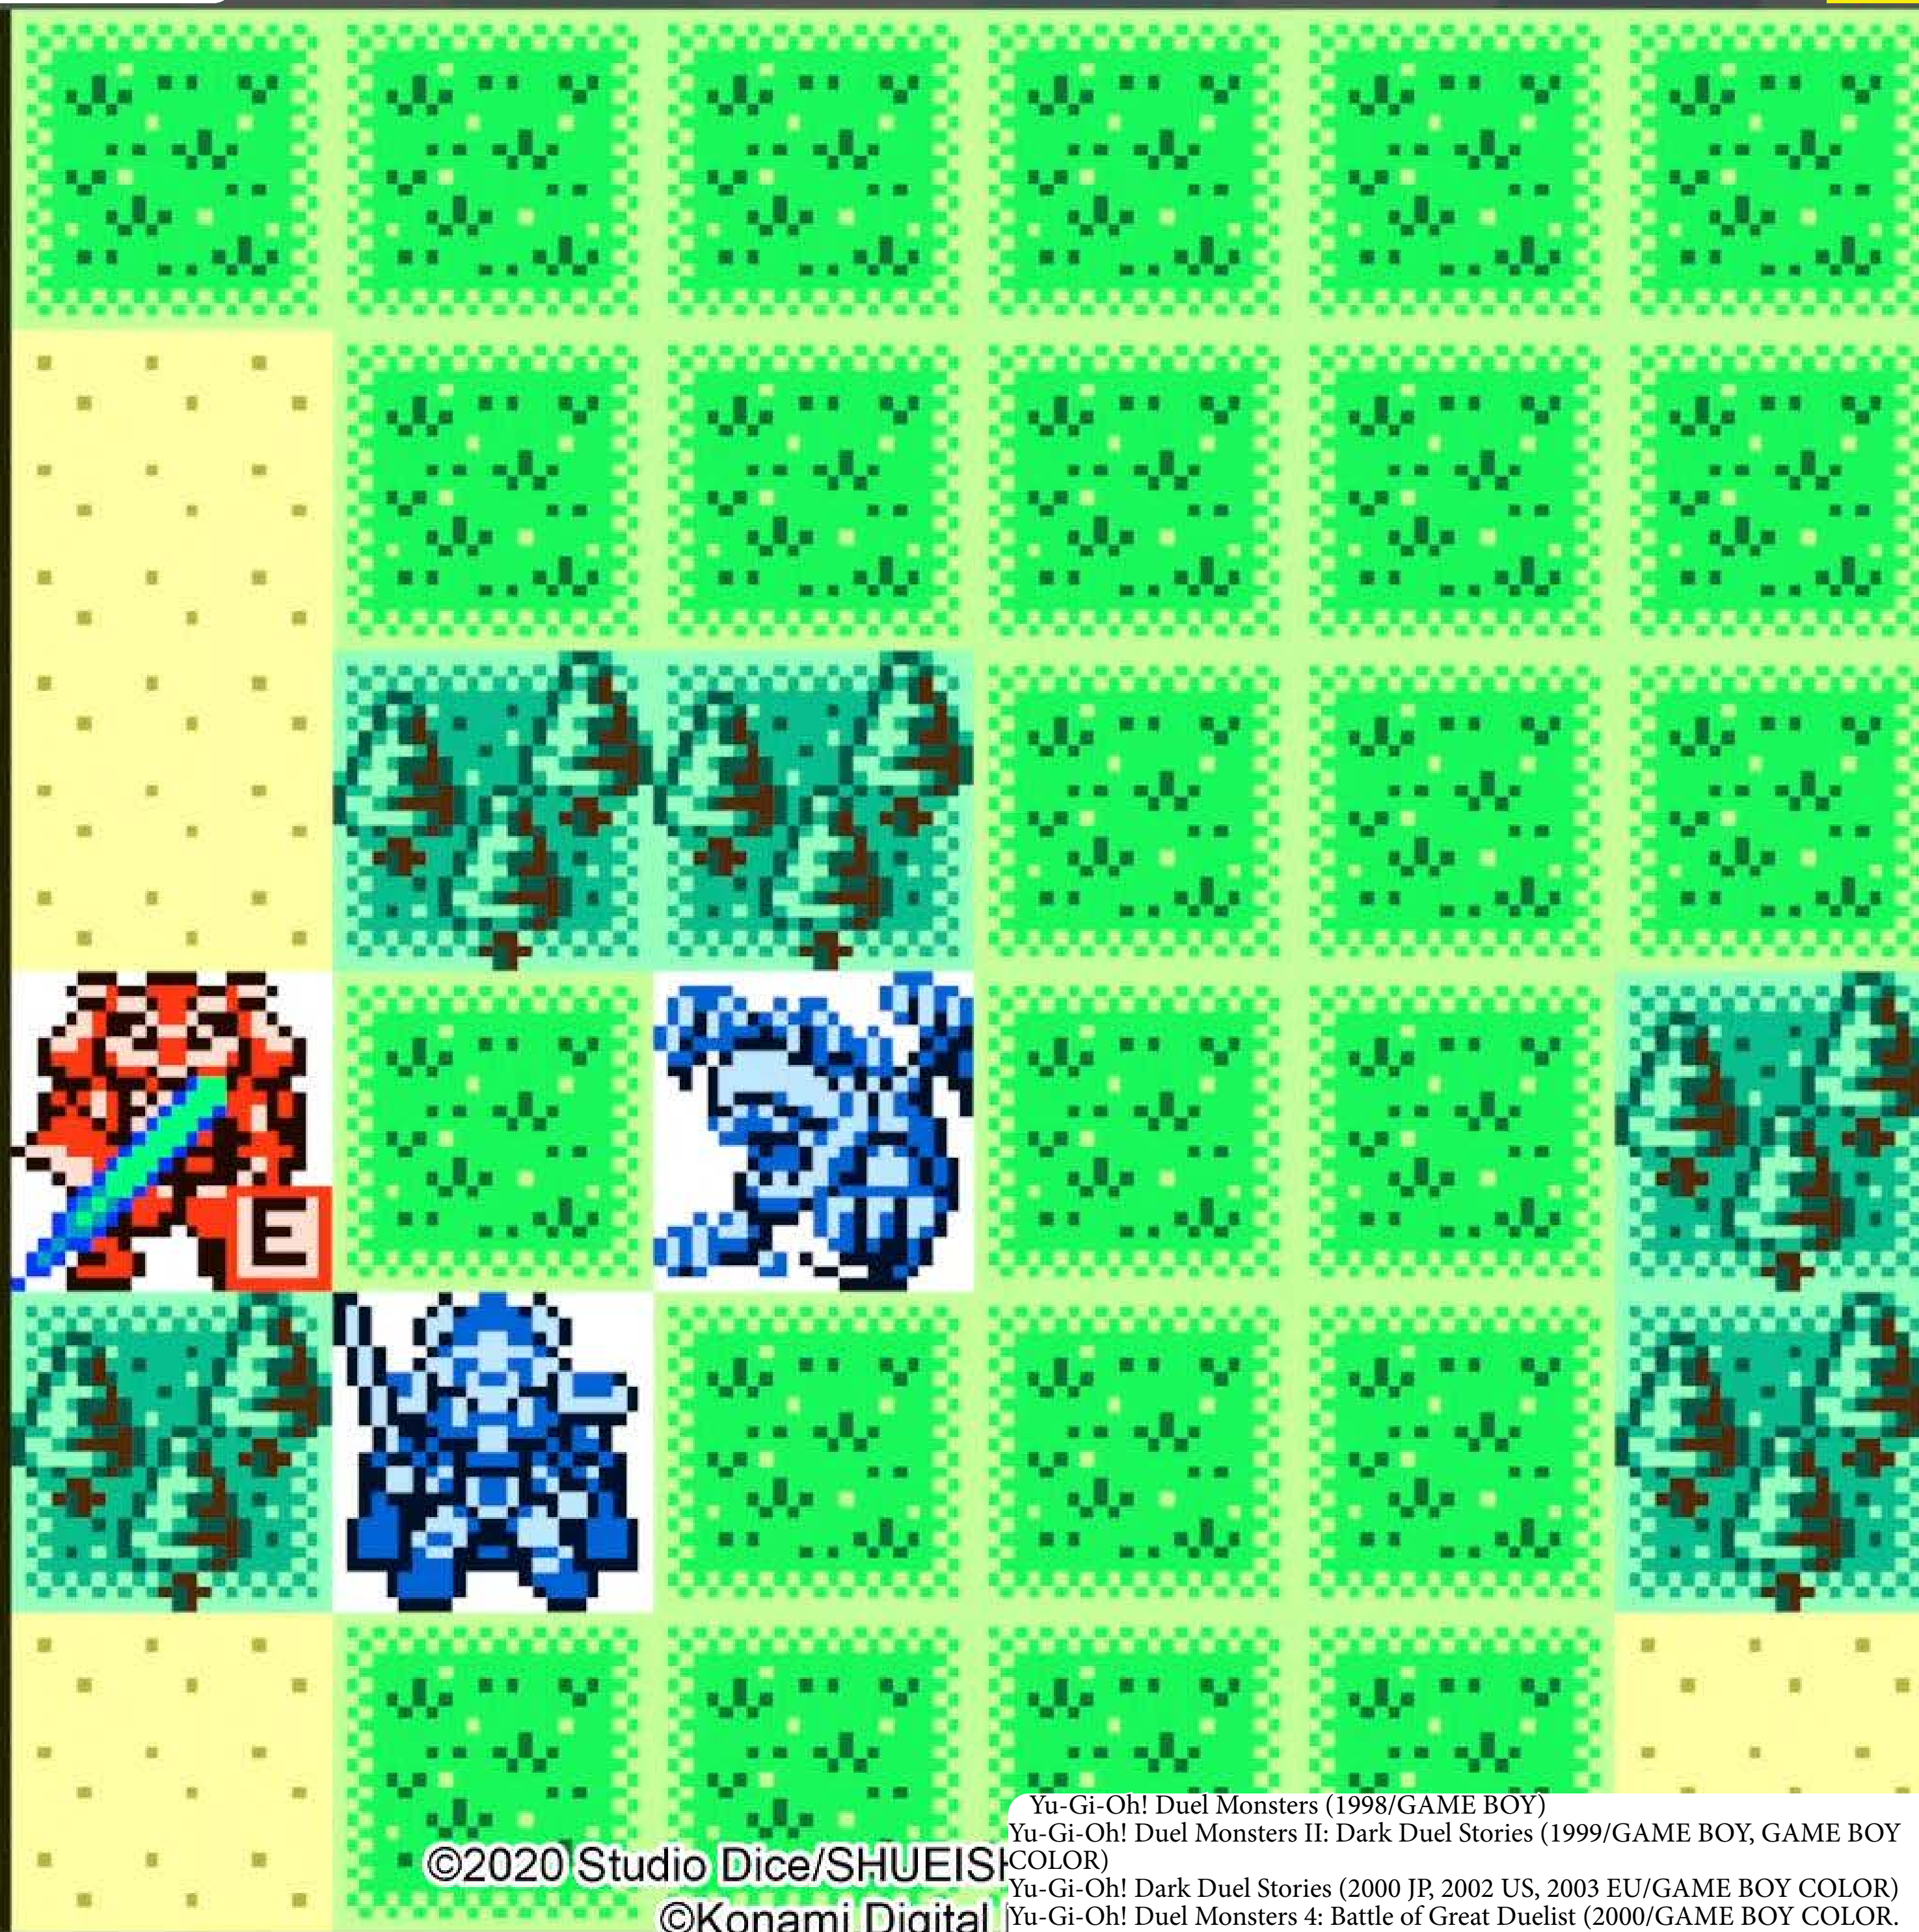 E
Yu-Gi-Oh! Duel Monsters (1998/GAME BOY)
Yu-Gi-Oh! Duel Monsters II: Dark Duel Stories (1999/GAME BOY, GAME BOY
COLOR)
Yu-Gi-Oh! Dark Duel Stories (2000 JP, 2002 US, 2003 EU/GAME BOY COLOR)
Yu-Gi-Oh! Duel Monsters 4: Battle of Great Duelist (2000/GAME BOY COLOR.
©2020 Studio Dice/SHUEISH
©Konami Digital